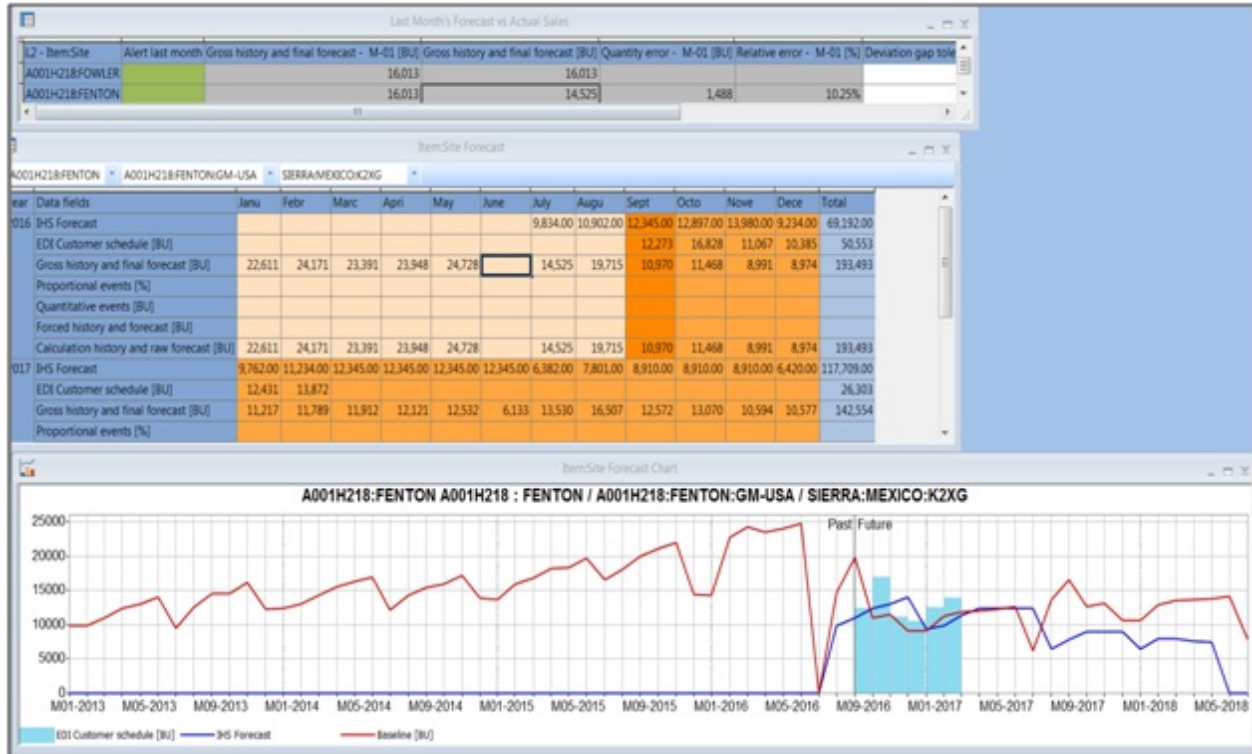 Last Month's Forecast vs Actual Sales
L2 - Item:Site Alert last month Gross history and final forecast - M-01 [BU] Gross history and final forecast [BU] Quantity error - M-01 [BU] Relative error - M-01 [%] Deviation gap tole
A001H218:FOWLER 16,013 16,013
A001H218:FENTON 16,013 14,525 1,488 10.25%
Item:Site Forecast
A001H218:FENTON A001H218:FENTON:GM-USA SIERRA:MEXICO:K2XG
ear Data fields Janu Febr Marc Apri May June July Augu Sept Octo Nove Dece Total
016 IHS Forecast 9,834.00 10,902.00 12,345.00 12,897.00 13,980.00 9,234.00 69,192.00
EDI Customer schedule [BU] 12,273 16,828 11,067 10,385 50,553
Gross history and final forecast [BU] 22,611 24,171 23,391 23,948 24,728 14,525 19,715 10,970 11,468 8,991 8,974 193,493
Proportional events [%]
Quantitative events [BU]
Forced history and forecast [BU]
Calculation history and raw forecast [BU] 22,611 24,171 23,391 23,948 24,728 14,525 19,715 10,970 11,468 8,991 8,974 193,493
017 IHS Forecast 9,762.00 11,234.00 12,345.00 12,345.00 12,345.00 12,345.00 6,382.00 7,801.00 8,910.00 8,910.00 8,910.00 6,420.00 117,709.00
EDI Customer schedule [BU] 12,431 13,872 26,303
Gross history and final forecast [BU] 11,217 11,789 11,912 12,121 12,532 6,133 13,530 16,507 12,572 13,070 10,594 10,577 142,554
Proportional events [%]
Item:Site Forecast Chart
A001H218:FENTON A001H218 : FENTON / A001H218:FENTON:GM-USA / SIERRA:MEXICO:K2XG
25000
Past Future
20000
15000
10000
5000
0
M01-2013 M05-2013 M09-2013 M01-2014 M05-2014 M09-2014 M01-2015 M05-2015 M09-2015 M01-2016 M05-2016 M09-2016 M01-2017 M05-2017 M09-2017 M01-2018 M05-2018
EDI Customer schedule [BU] IHS Forecast Baseline [BU]